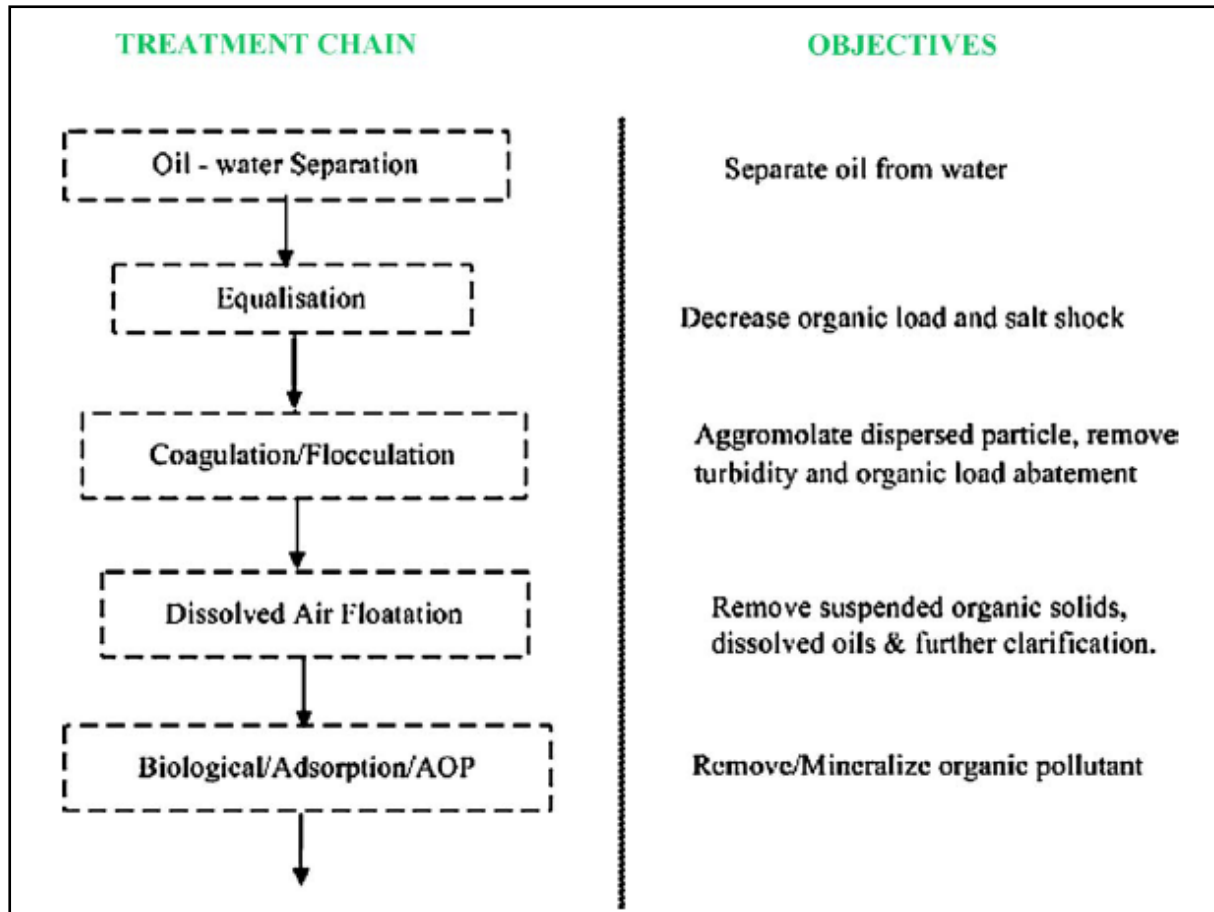 TREATMENT CHAIN
OBJECTIVES
Oil - water Separation
Separate oil from water
Equalisation
Decrease organic load and salt shock
Coagulation/Flocculation
Aggromolate dispersed particle, remove
turbidity and organic load abatement
Dissolved Air Floatation
Remove suspended organic solids,
dissolved oils & further clarification.
Biological/Adsorption/AOP
Remove/Mineralize organic pollutant